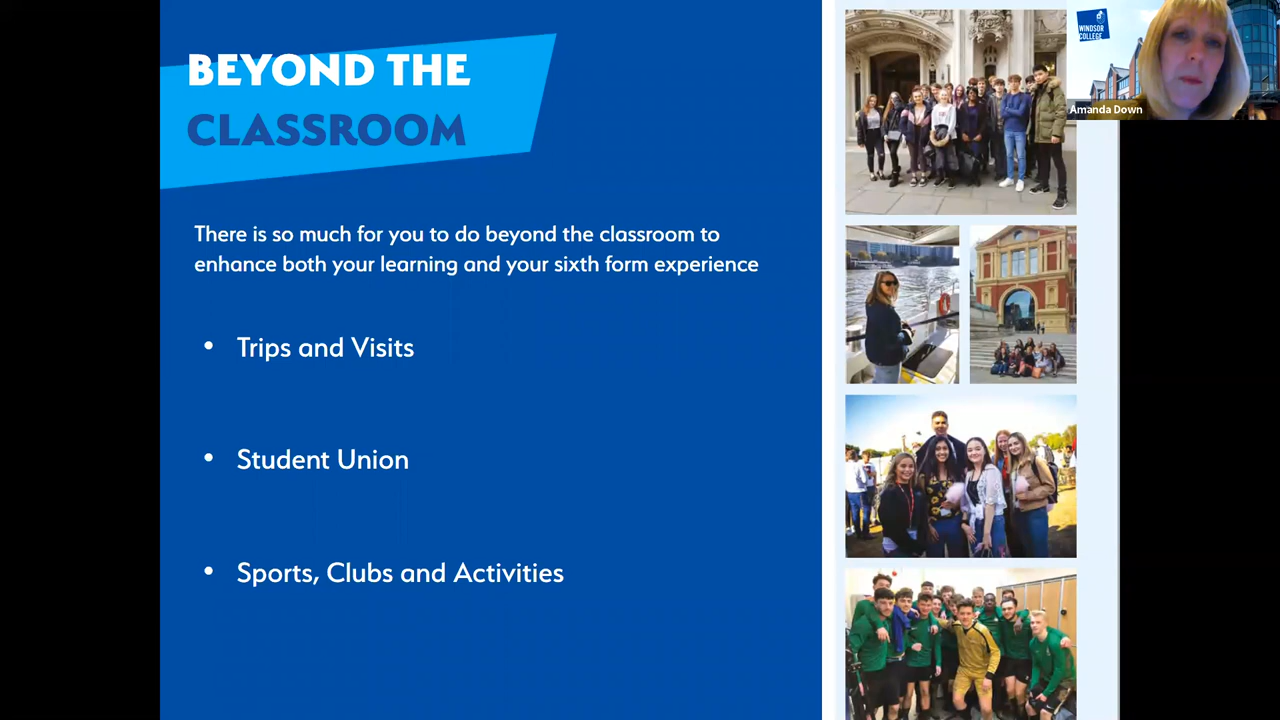 BEYOND THE
CLASSROOM
WINDSOR
COLLEGE
Amanda Down
There is so much for you to do beyond the classroom to
enhance both your learning and your sixth form experience
• Trips and Visits
• Student Union
• Sports, Clubs and Activities